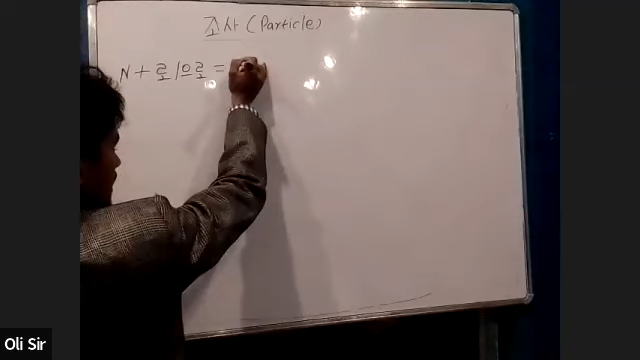 조사 (Particle)
N + 로/으로 =
Oli Sir